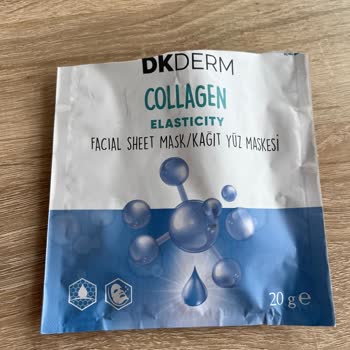 DKDERM
COLLAGEN
ELASTICITY
FACIAL SHEET MASK/KAĞIT YÜZ MASKESİ
20 g ℮